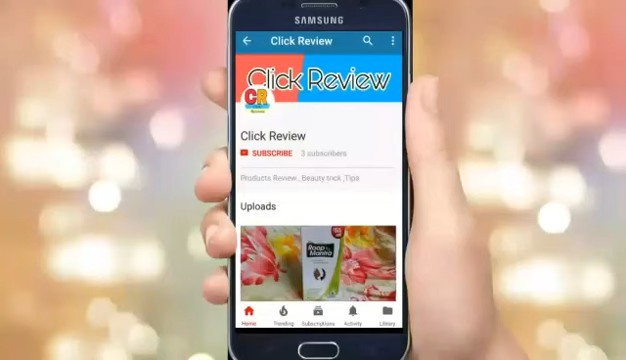 SAMSUNG
Click Review
Click Review
CR
Click Review
SUBSCRIBE 3 subscribers
Products Review , Beauty trick ,Tips
Uploads
Roop
Mantra
Home Trending Subscriptions Activity Library